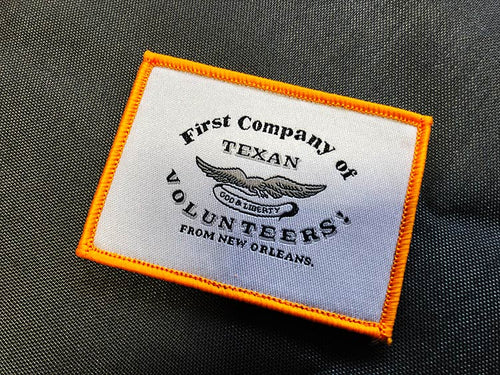 First Company of
TEXAN
GOD & LIBERTY
VOLUNTEERS!
FROM NEW ORLEANS.